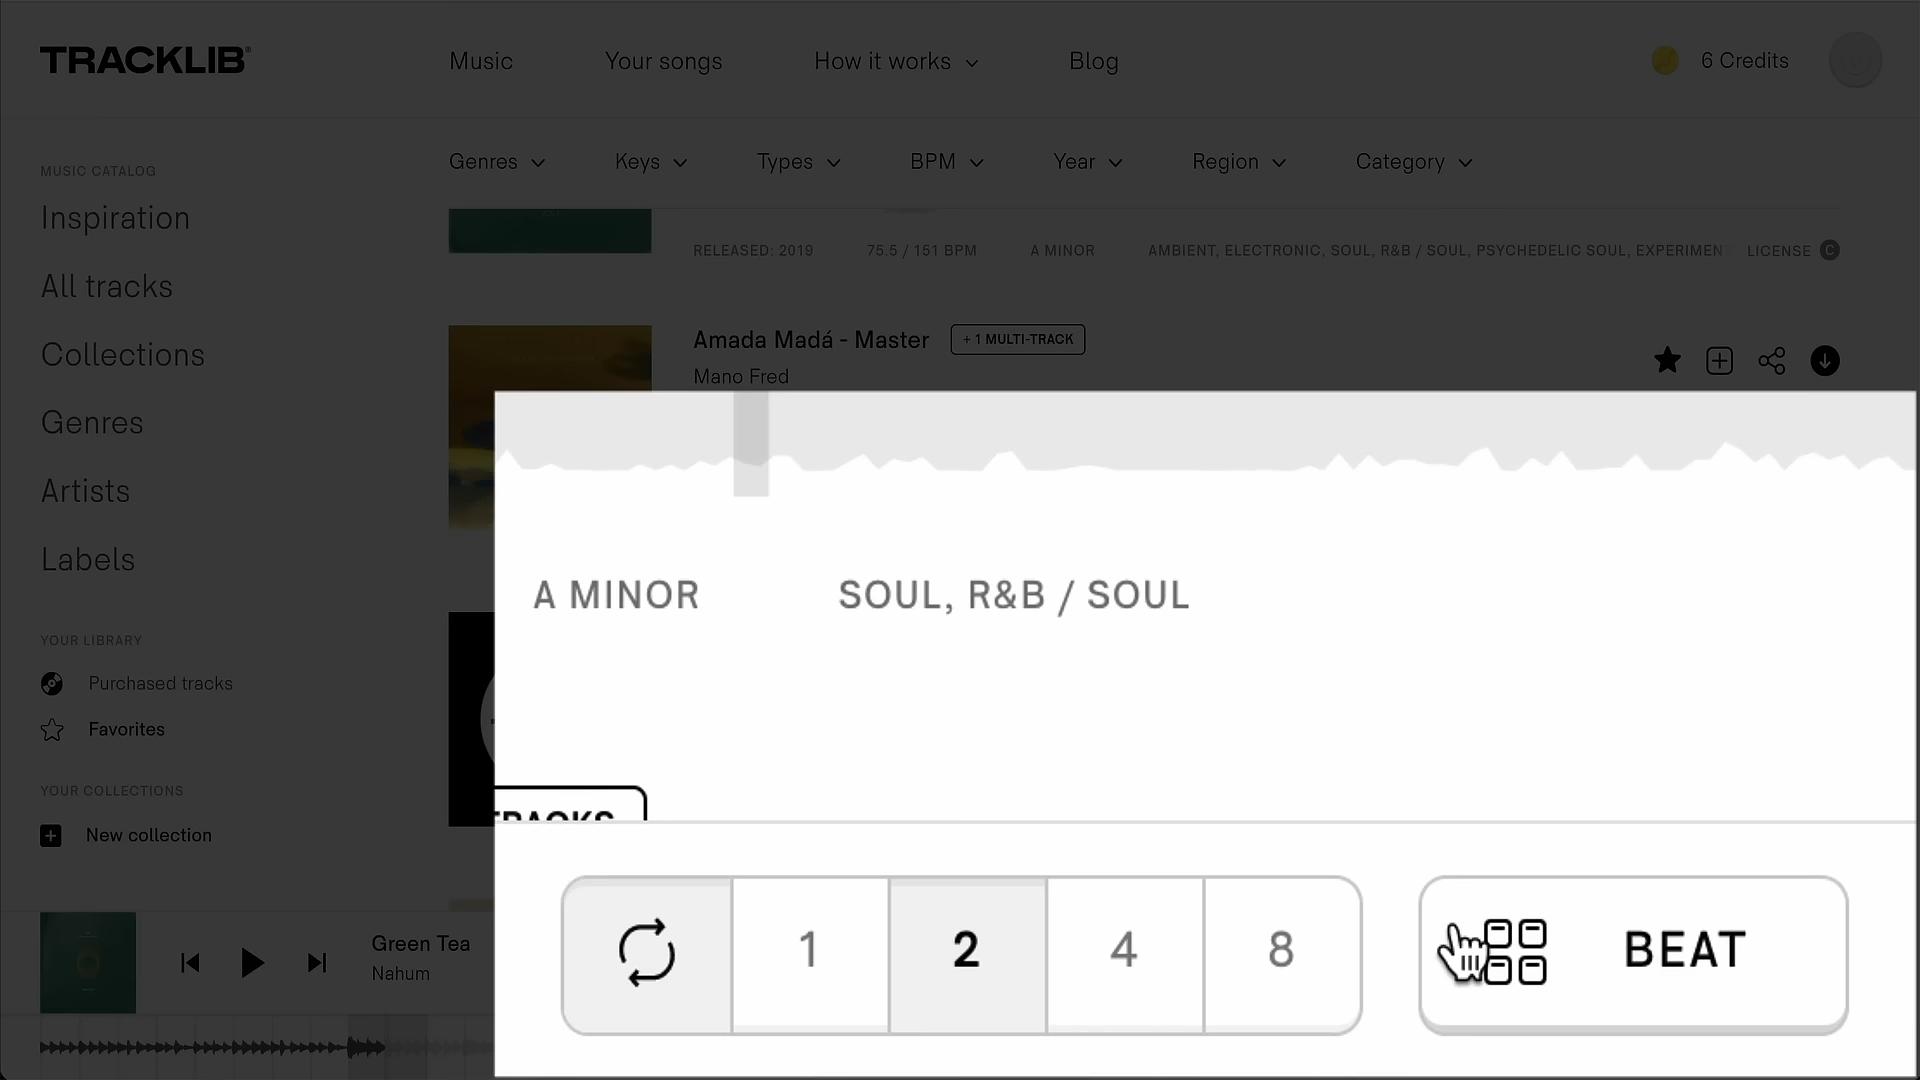 TRACKLIB
Music
Your songs
How it works
Blog
6 Credits
MUSIC CATALOG
Inspiration
All tracks
Collections
Genres
Artists
Labels
YOUR LIBRARY
Purchased tracks
Favorites
YOUR COLLECTIONS
New collection
Genres
Keys
Types
BPM
Year
Region
Category
RELEASED: 2019
75.5 / 151 BPM
A MINOR
AMBIENT, ELECTRONIC, SOUL, R&B / SOUL, PSYCHEDELIC SOUL, EXPERIMEN
LICENSE C
Amada Madá - Master
+ 1 MULTI-TRACK
Mano Fred
A MINOR
SOUL, R&B / SOUL
TRACKS
1
2
4
8
BEAT
Green Tea
Nahum